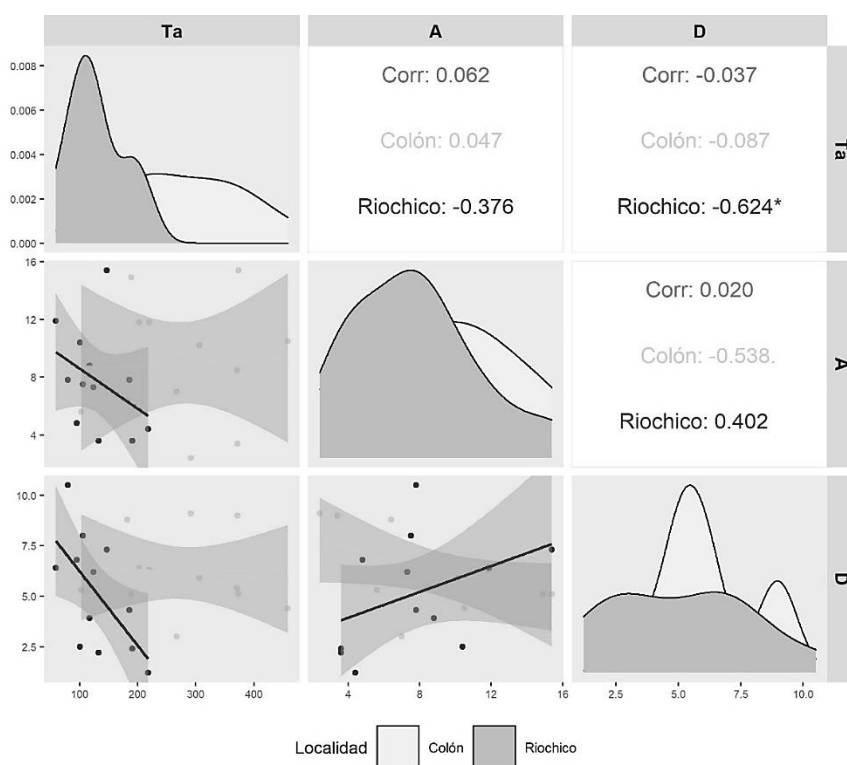 Ta A D
0.008
0.006
0.004
0.002
0.000
Corr: 0.062
Colón: 0.047
Riochico: -0.376
Corr: -0.037
Colón: -0.087
Riochico: -0.624*
Ta
16
12
8
4
Corr: 0.020
Colón: -0.538.
Riochico: 0.402
A
10.0
7.5
5.0
2.5
D
100 200 300 400
4 8 12 16
2.5 5.0 7.5 10.0
Localidad Colón Riochico